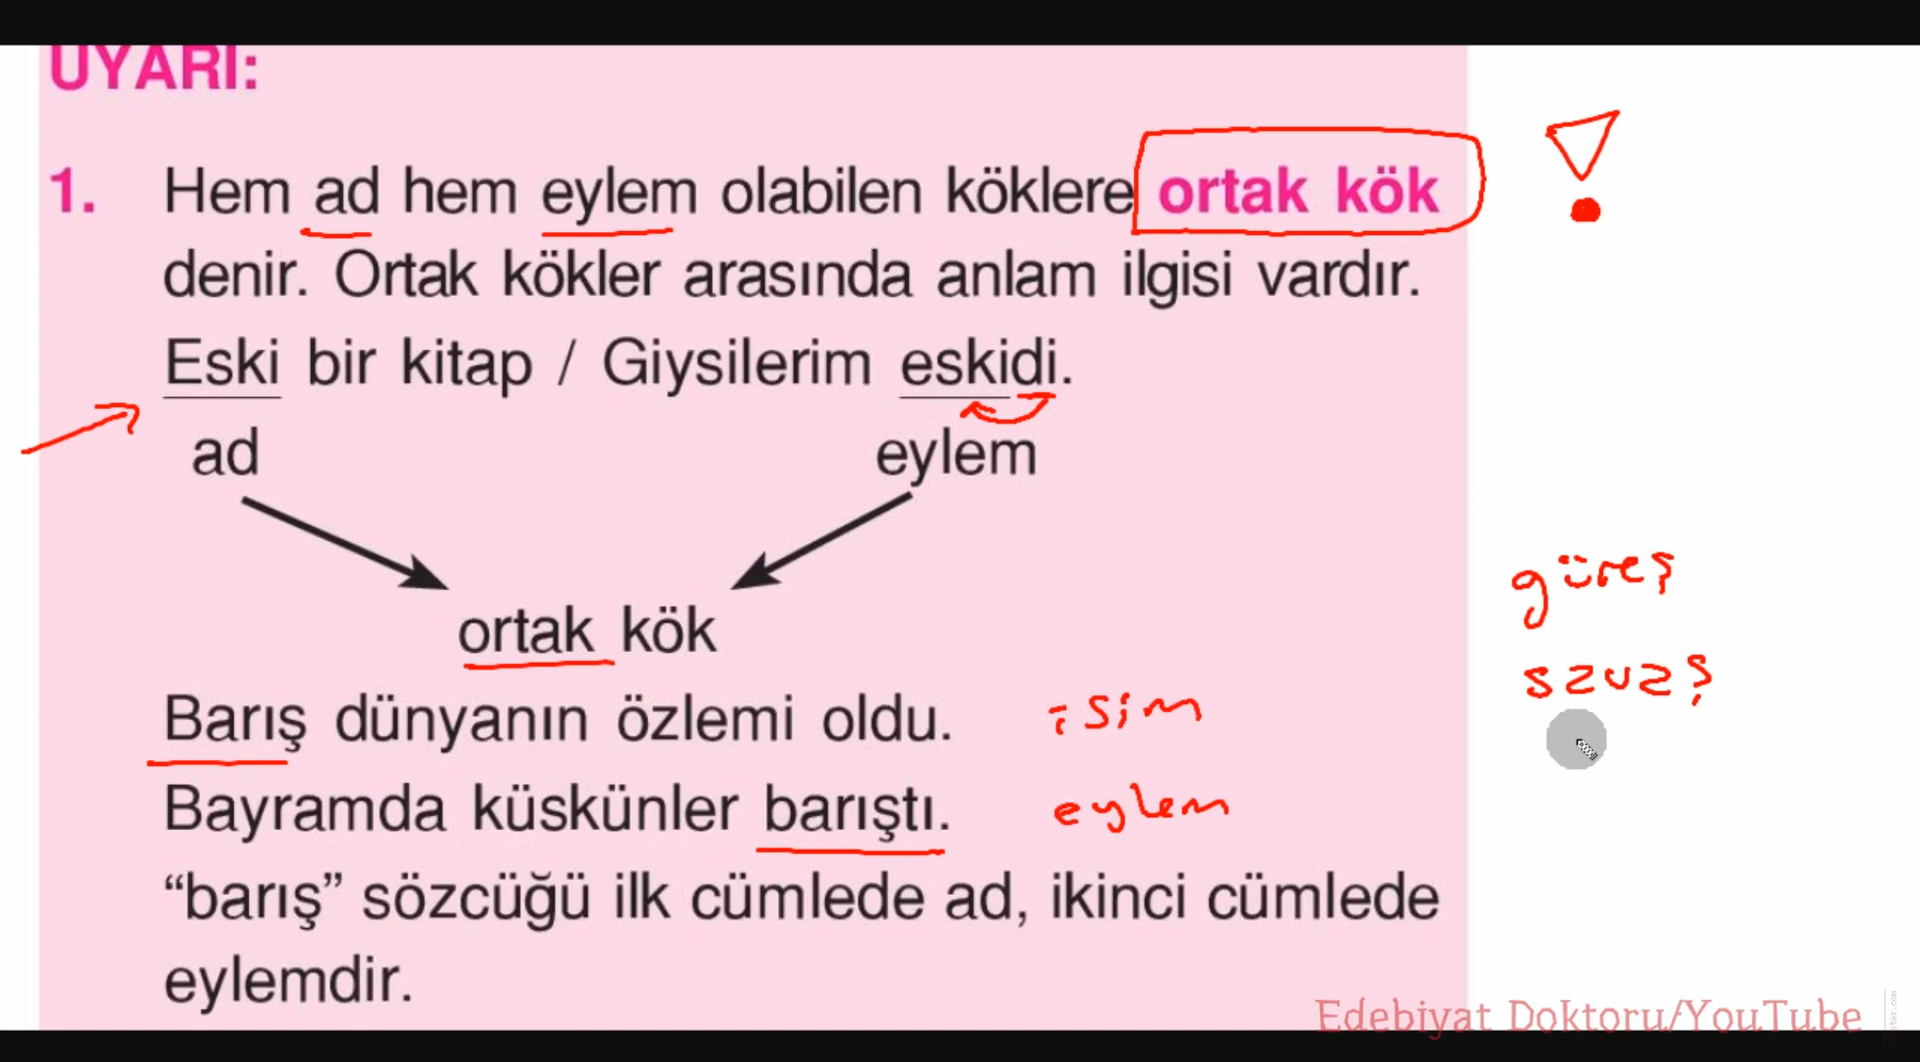 UYARI:
1. Hem ad hem eylem olabilen köklere ortak kök
denir. Ortak kökler arasında anlam ilgisi vardır.
Eski bir kitap / Giysilerim eskidi.
ad eylem
ortak kök
güreş
Barış dünyanın özlemi oldu. isim
Bayramda küskünler barıştı. eylem
“barış” sözcüğü ilk cümlede ad, ikinci cümlede
eylemdir.
Edebiyat Doktoru/YouTube